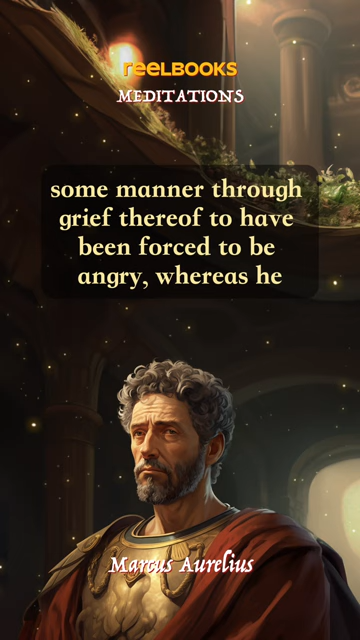 reelbooks
MEDITATIONS
some manner through
grief thereof to have
been forced to be
angry, whereas he
Marcus Aurelius